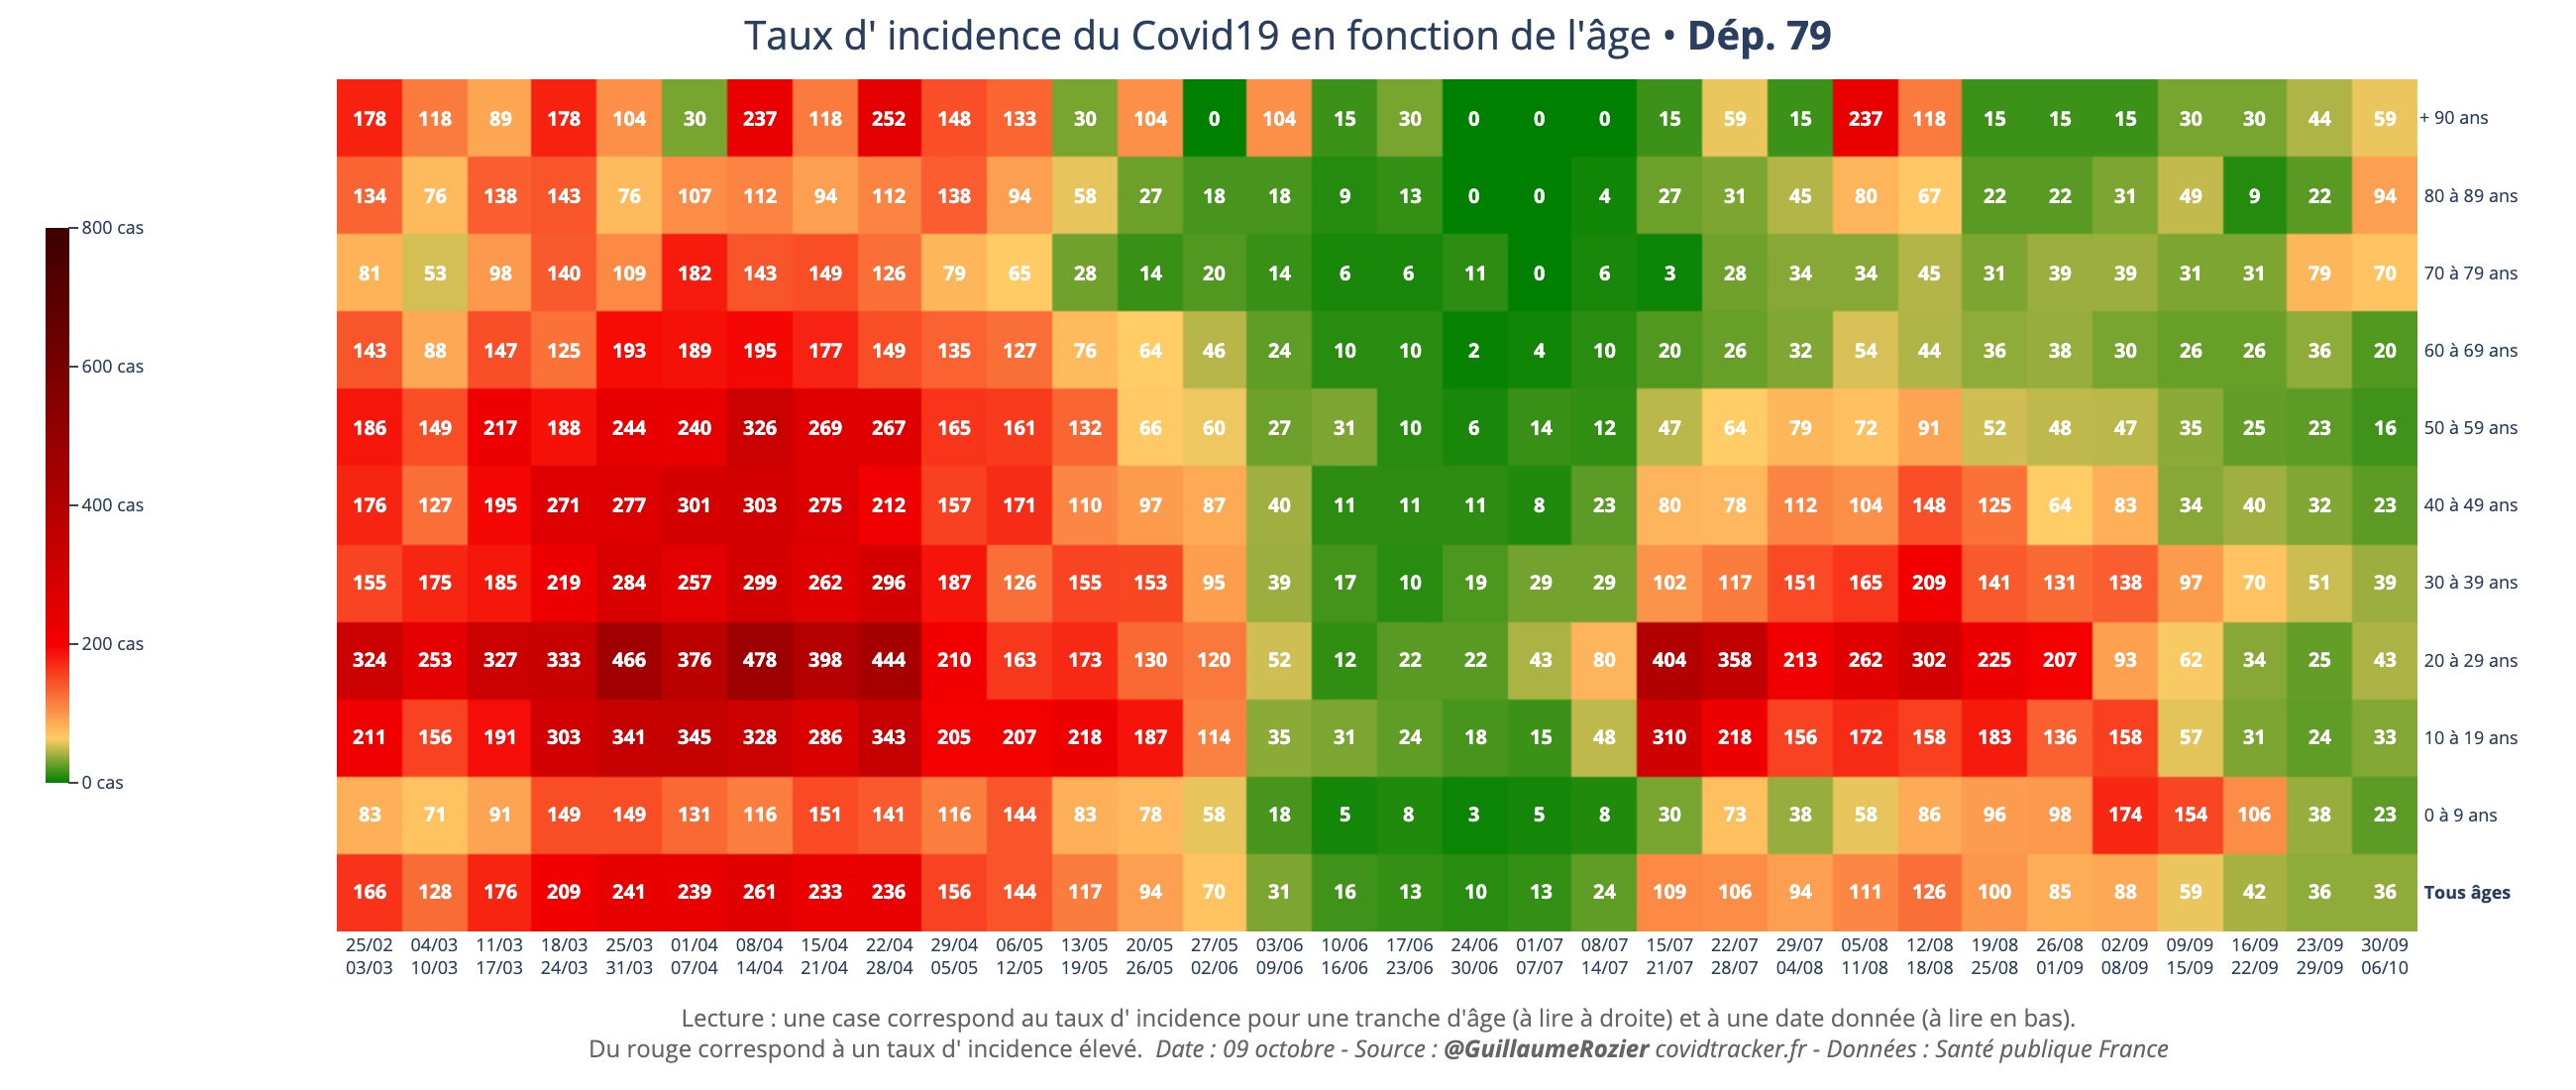 Taux d' incidence du Covid19 en fonction de l'âge • Dép. 79
178 118 89 178 104 30 237 118 252 148 133 30 104 0 104 15 30 0 0 0 15 59 15 237 118 15 15 15 30 30 44 59 + 90 ans
134 76 138 143 76 107 112 94 112 138 94 58 27 18 18 9 13 0 0 4 27 31 45 80 67 22 22 31 49 9 22 94 80 à 89 ans
81 53 98 140 109 182 143 149 126 79 65 28 14 20 14 6 6 11 0 6 3 28 34 34 45 31 39 39 31 31 79 70 70 à 79 ans
143 88 147 125 193 189 195 177 149 135 127 76 64 46 24 10 10 2 4 10 20 26 32 54 44 36 38 30 26 26 36 20 60 à 69 ans
186 149 217 188 244 240 326 269 267 165 161 132 66 60 27 31 10 6 14 12 47 64 79 72 91 52 48 47 35 25 23 16 50 à 59 ans
176 127 195 271 277 301 303 275 212 157 171 110 97 87 40 11 11 11 8 23 80 78 112 104 148 125 64 83 34 40 32 23 40 à 49 ans
155 175 185 219 284 257 299 262 296 187 126 155 153 95 39 17 10 19 29 29 102 117 151 165 209 141 131 138 97 70 51 39 30 à 39 ans
324 253 327 333 466 376 478 398 444 210 163 173 130 120 52 12 22 22 43 80 404 358 213 262 302 225 207 93 62 34 25 43 20 à 29 ans
211 156 191 303 341 345 328 286 343 205 207 218 187 114 35 31 24 18 15 48 310 218 156 172 158 183 136 158 57 31 24 33 10 à 19 ans
83 71 91 149 149 131 116 151 141 116 144 83 78 58 18 5 8 3 5 8 30 73 38 58 86 96 98 174 154 106 38 23 0 à 9 ans
166 128 176 209 241 239 261 233 236 156 144 117 94 70 31 16 13 10 13 24 109 106 94 111 126 100 85 88 59 42 36 36 Tous âges
25/02 04/03 11/03 18/03 25/03 01/04 08/04 15/04 22/04 29/04 06/05 13/05 20/05 27/05 03/06 10/06 17/06 24/06 01/07 08/07 15/07 22/07 29/07 05/08 12/08 19/08 26/08 02/09 09/09 16/09 23/09 30/09
03/03 10/03 17/03 24/03 31/03 07/04 14/04 21/04 28/04 05/05 12/05 19/05 26/05 02/06 09/06 16/06 23/06 30/06 07/07 14/07 21/07 28/07 04/08 11/08 18/08 25/08 01/09 08/09 15/09 22/09 29/09 06/10
800 cas
600 cas
400 cas
200 cas
0 cas
Lecture : une case correspond au taux d' incidence pour une tranche d'âge (à lire à droite) et à une date donnée (à lire en bas).
Du rouge correspond à un taux d' incidence élevé. Date : 09 octobre - Source : @GuillaumeRozier covidtracker.fr - Données : Santé publique France